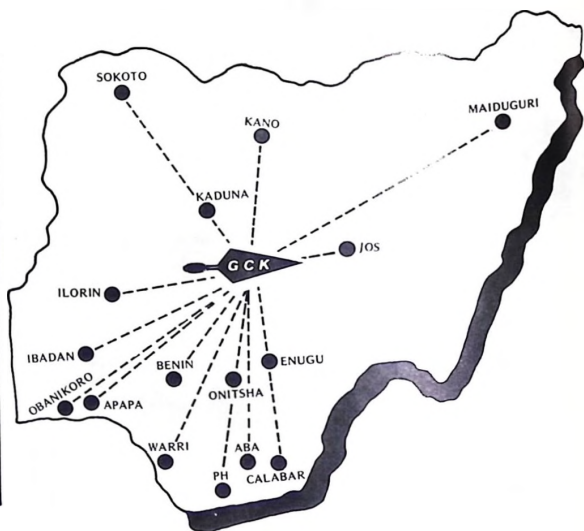 SOKOTO
KANO
MAIDUGURI
KADUNA
JOS
GCK
ILORIN
IBADAN
BENIN
ENUGU
OBANIKORO
APAPA
ONITSHA
WARRI
ABA
PH
CALABAR